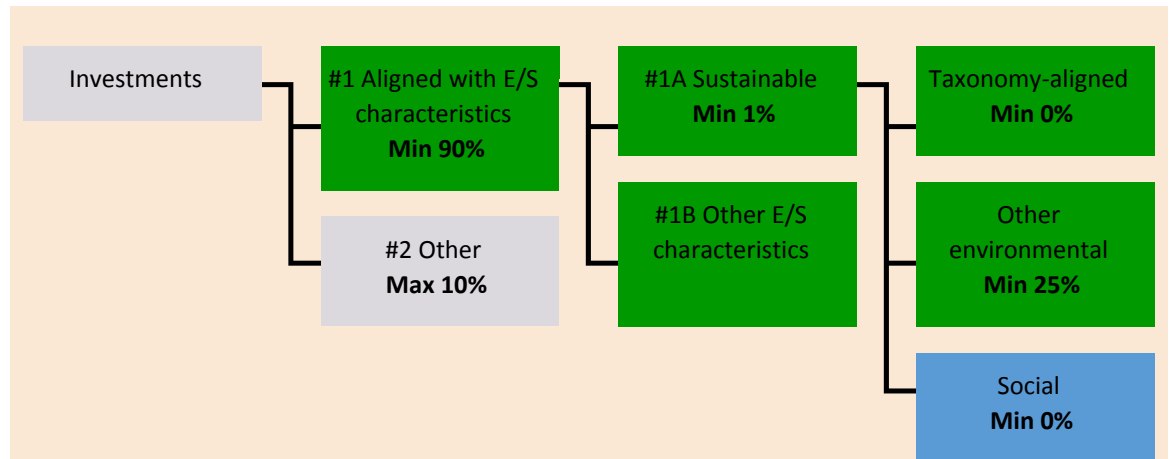 Investments
#1 Aligned with E/S
characteristics
Min 90%
#2 Other
Max 10%
#1A Sustainable
Min 1%
#1B Other E/S
characteristics
Taxonomy-aligned
Min 0%
Other
environmental
Min 25%
Social
Min 0%